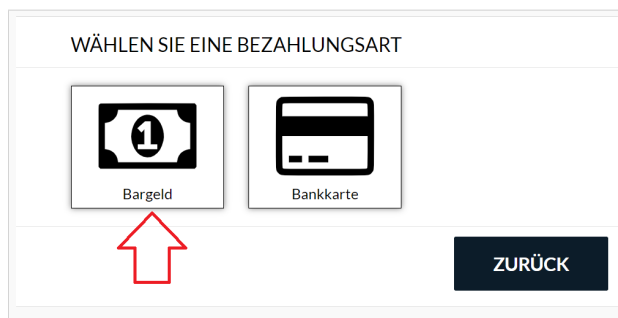 WÄHLEN SIE EINE BEZAHLUNGSART
1
Bargeld
Bankkarte
ZURÜCK